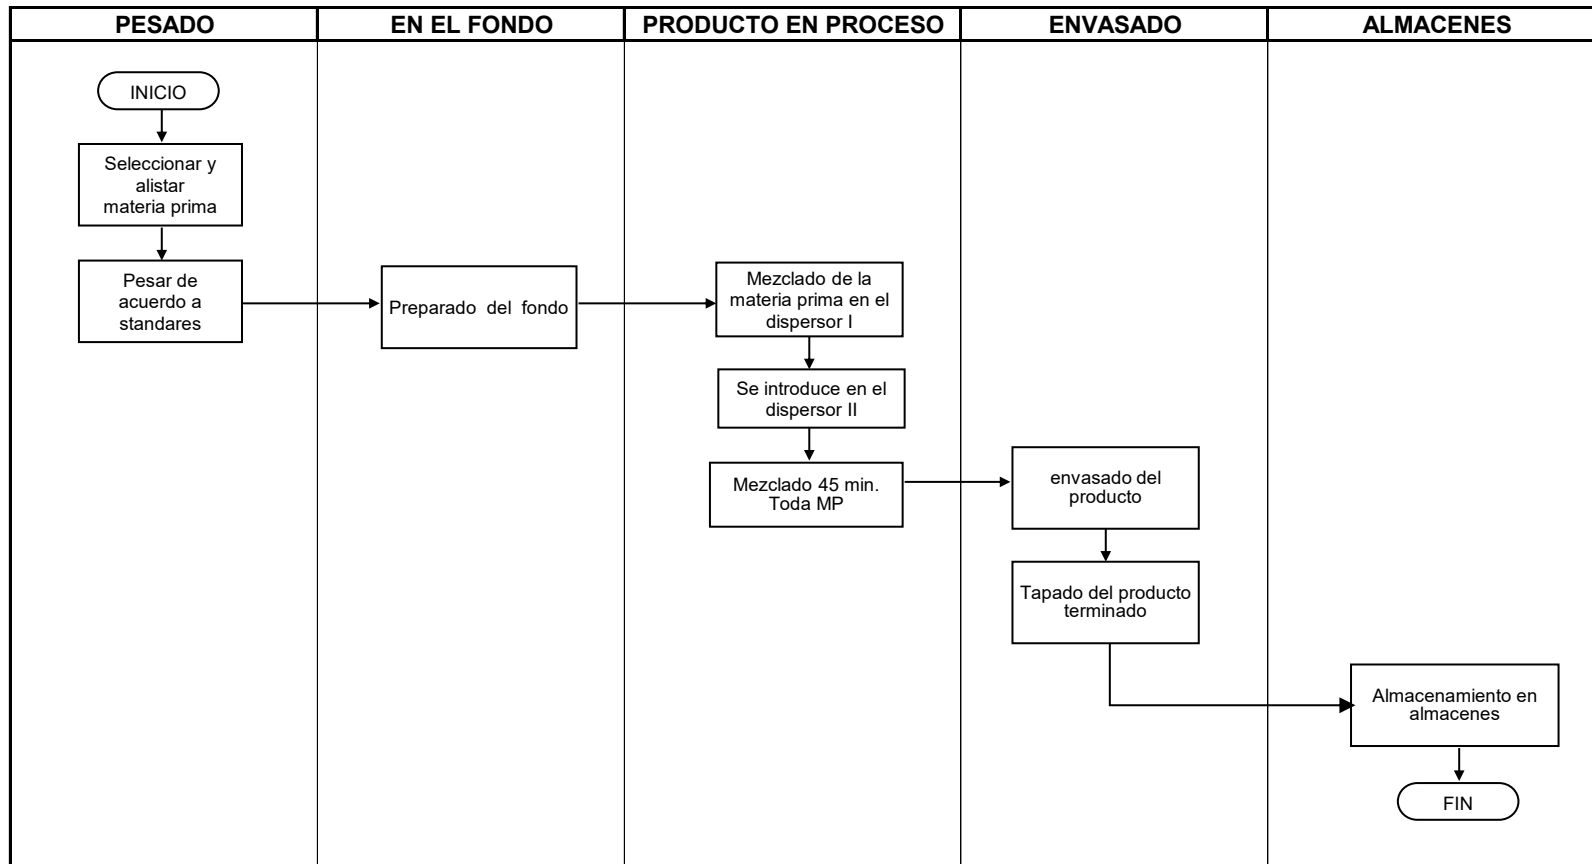 PESADO
EN EL FONDO
PRODUCTO EN PROCESO
ENVASADO
ALMACENES
INICIO
Seleccionar y
alistar
materia prima
Pesar de
acuerdo a
standares
Preparado del fondo
Mezclado de la
materia prima en el
dispersor I
Se introduce en el
dispersor II
Mezclado 45 min.
Toda MP
envasado del
producto
Tapado del producto
terminado
Almacenamiento en
almacenes
FIN